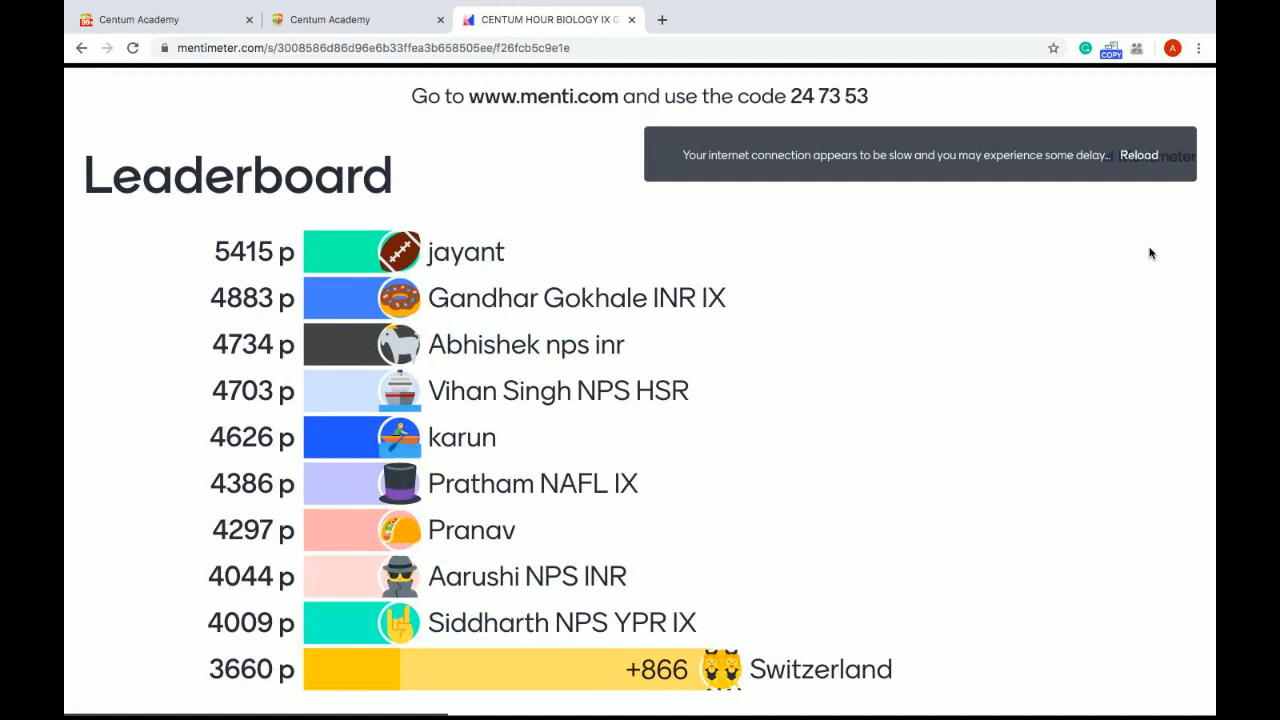 Centum Academy
Centum Academy
CENTUM HOUR BIOLOGY IX
mentimeter.com/s/3008586d86d96e6b33ffea3b658505ee/f26fcb5c9e1e
COPY
A
Go to www.menti.com and use the code 24 73 53
Your internet connection appears to be slow and you may experience some delay... Reload
Leaderboard
5415 p jayant
4883 p Gandhar Gokhale INR IX
4734 p Abhishek nps inr
4703 p Vihan Singh NPS HSR
4626 p karun
4386 p Pratham NAFL IX
4297 p Pranav
4044 p Aarushi NPS INR
4009 p Siddharth NPS YPR IX
3660 p +866 Switzerland